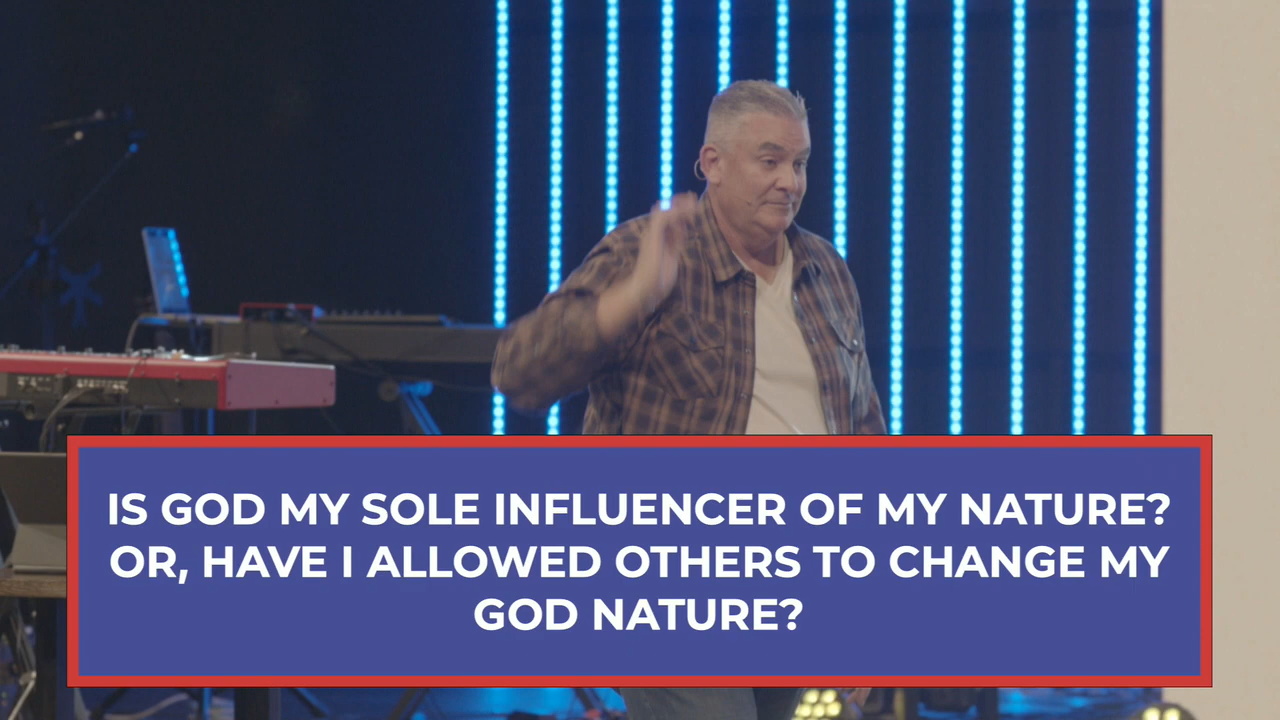 IS GOD MY SOLE INFLUENCER OF MY NATURE?
OR, HAVE I ALLOWED OTHERS TO CHANGE MY
GOD NATURE?